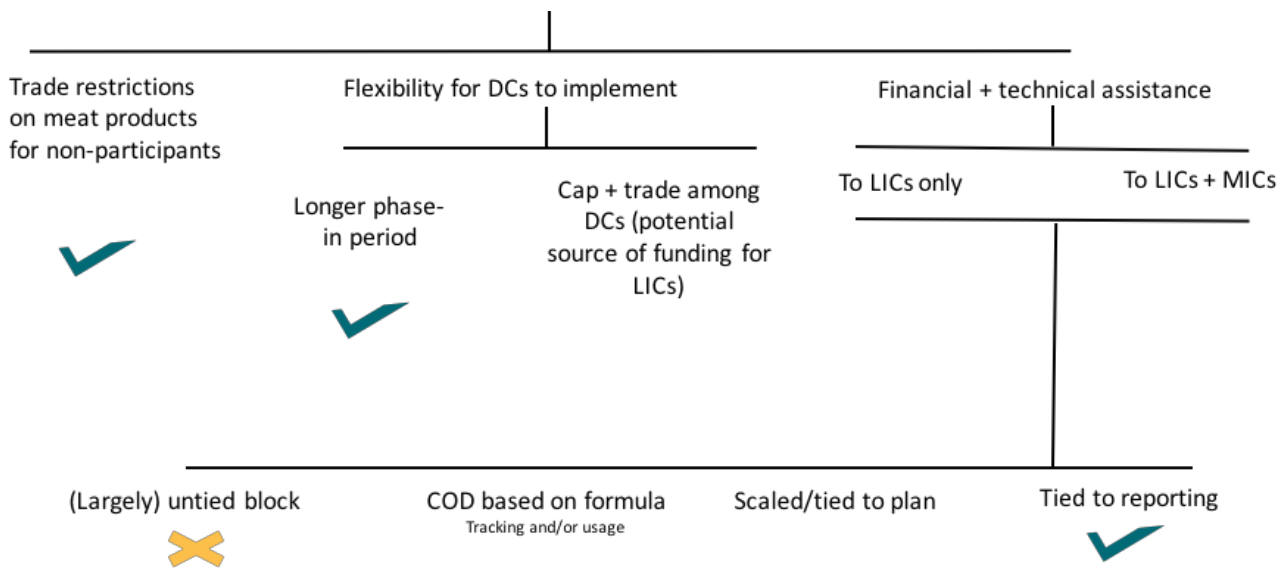 Trade restrictions
on meat products
for non-participants
Flexibility for DCs to implement
Financial + technical assistance
Longer phase-
in period
Cap + trade among
DCs (potential
source of funding for
LICs)
To LICs only
To LICs + MICs
(Largely) untied block
COD based on formula
Tracking and/or usage
Scaled/tied to plan
Tied to reporting